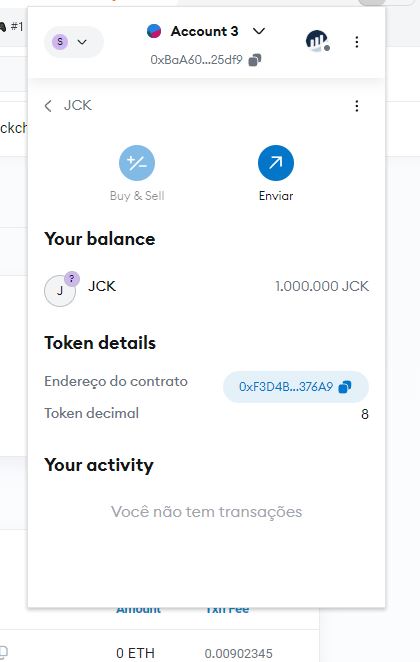 #1
S
Account 3
0xBaA60...25df9
JCK
Buy & Sell
Enviar
Your balance
J
?
JCK
1.000.000 JCK
Token details
Endereço do contrato
0xF3D4B...376A9
Token decimal
8
Your activity
Você não tem transações
Amount
Txn Fee
0 ETH
0.00902345